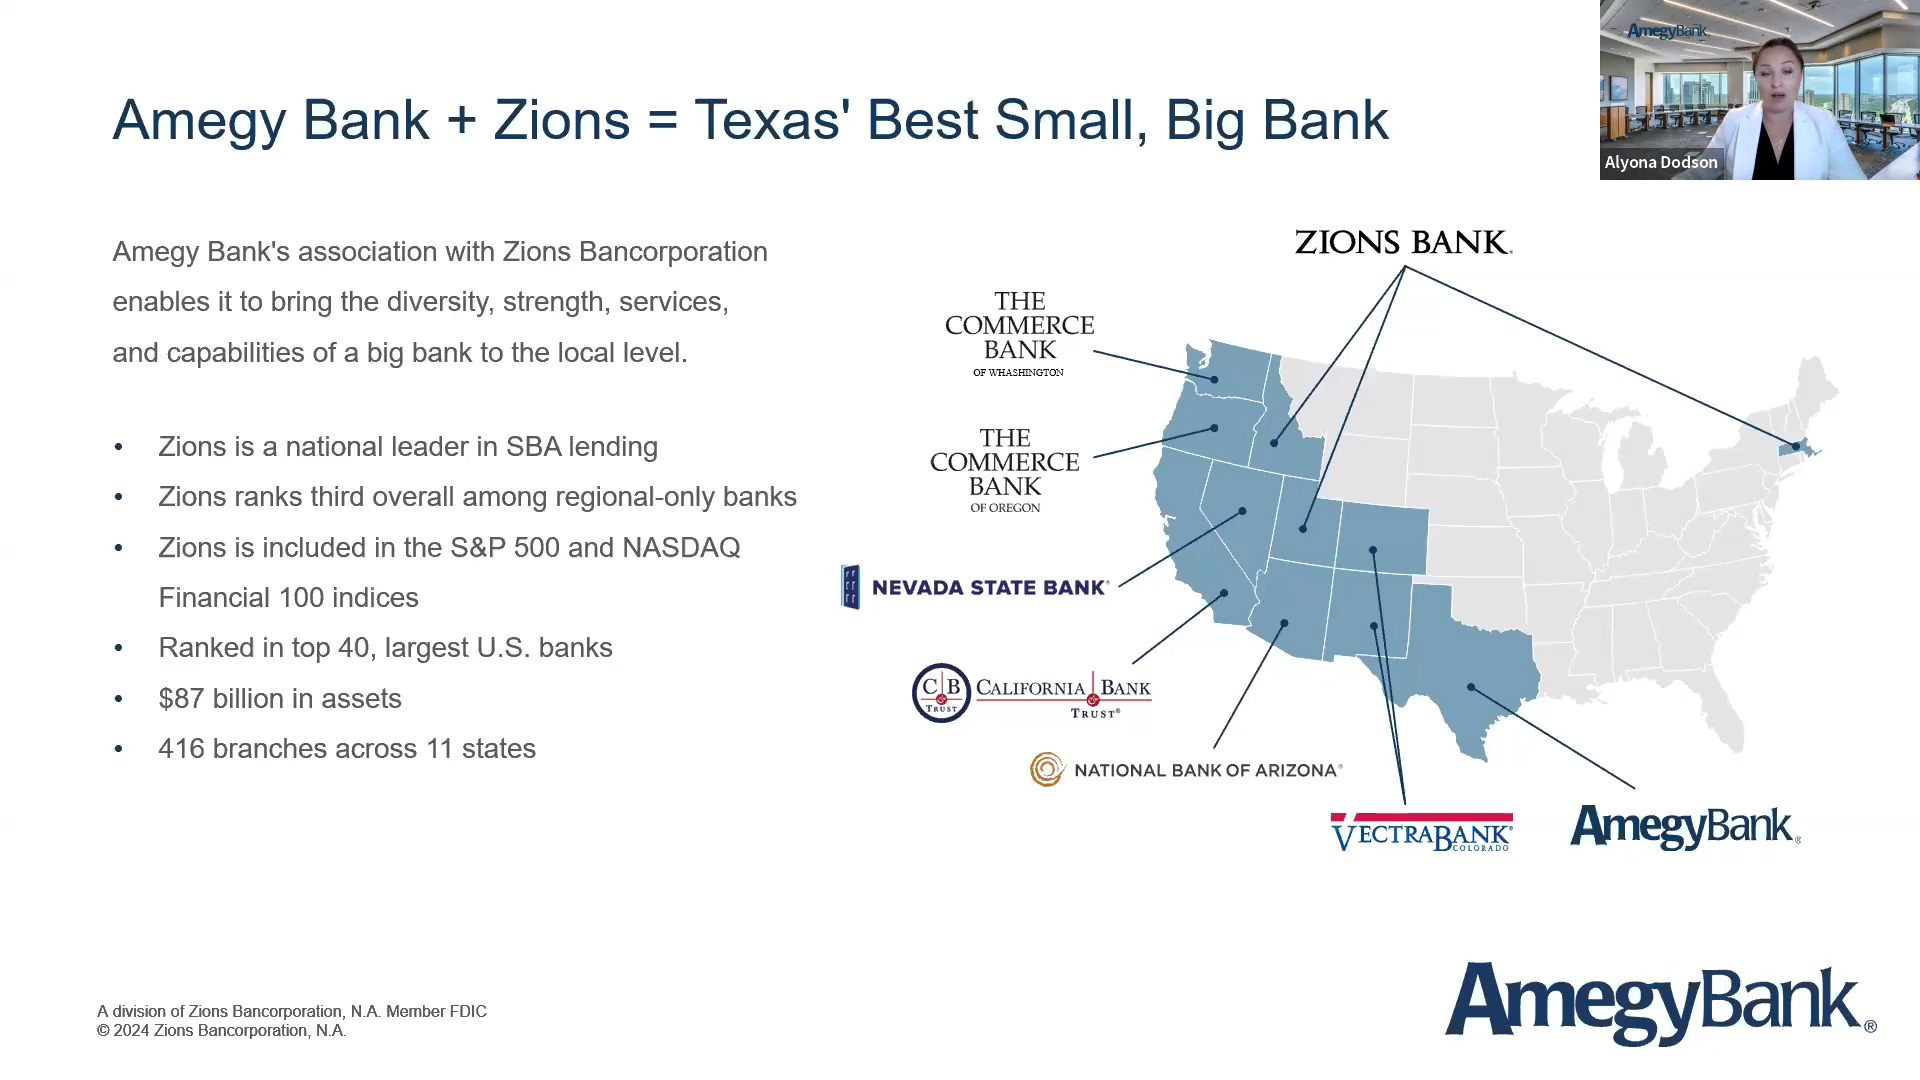 AmegyBank
Alyona Dodson
Amegy Bank + Zions = Texas' Best Small, Big Bank
Amegy Bank's association with Zions Bancorporation
enables it to bring the diversity, strength, services,
and capabilities of a big bank to the local level.
• Zions is a national leader in SBA lending
• Zions ranks third overall among regional-only banks
• Zions is included in the S&P 500 and NASDAQ
Financial 100 indices
• Ranked in top 40, largest U.S. banks
• $87 billion in assets
• 416 branches across 11 states
ZIONS BANK
THE
COMMERCE
BANK
OF WHASHINGTON
THE
COMMERCE
BANK
OF OREGON
NEVADA STATE BANK®
C B
&
TRUST
CALIFORNIA BANK
&
TRUST®
NATIONAL BANK OF ARIZONA®
VECTRABANK®
COLORADO
AmegyBank®
A division of Zions Bancorporation, N.A. Member FDIC
© 2024 Zions Bancorporation, N.A.
AmegyBank®